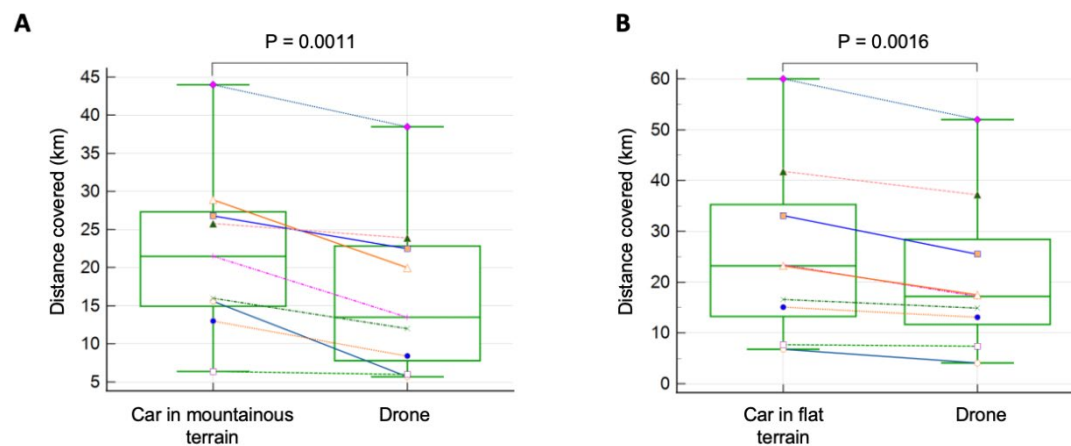 A
P = 0.0011
Distance covered (km)
45
40
35
30
25
20
15
10
5
Car in mountainous
terrain
Drone
B
P = 0.0016
Distance covered (km)
60
50
40
30
20
10
0
Car in flat
terrain
Drone